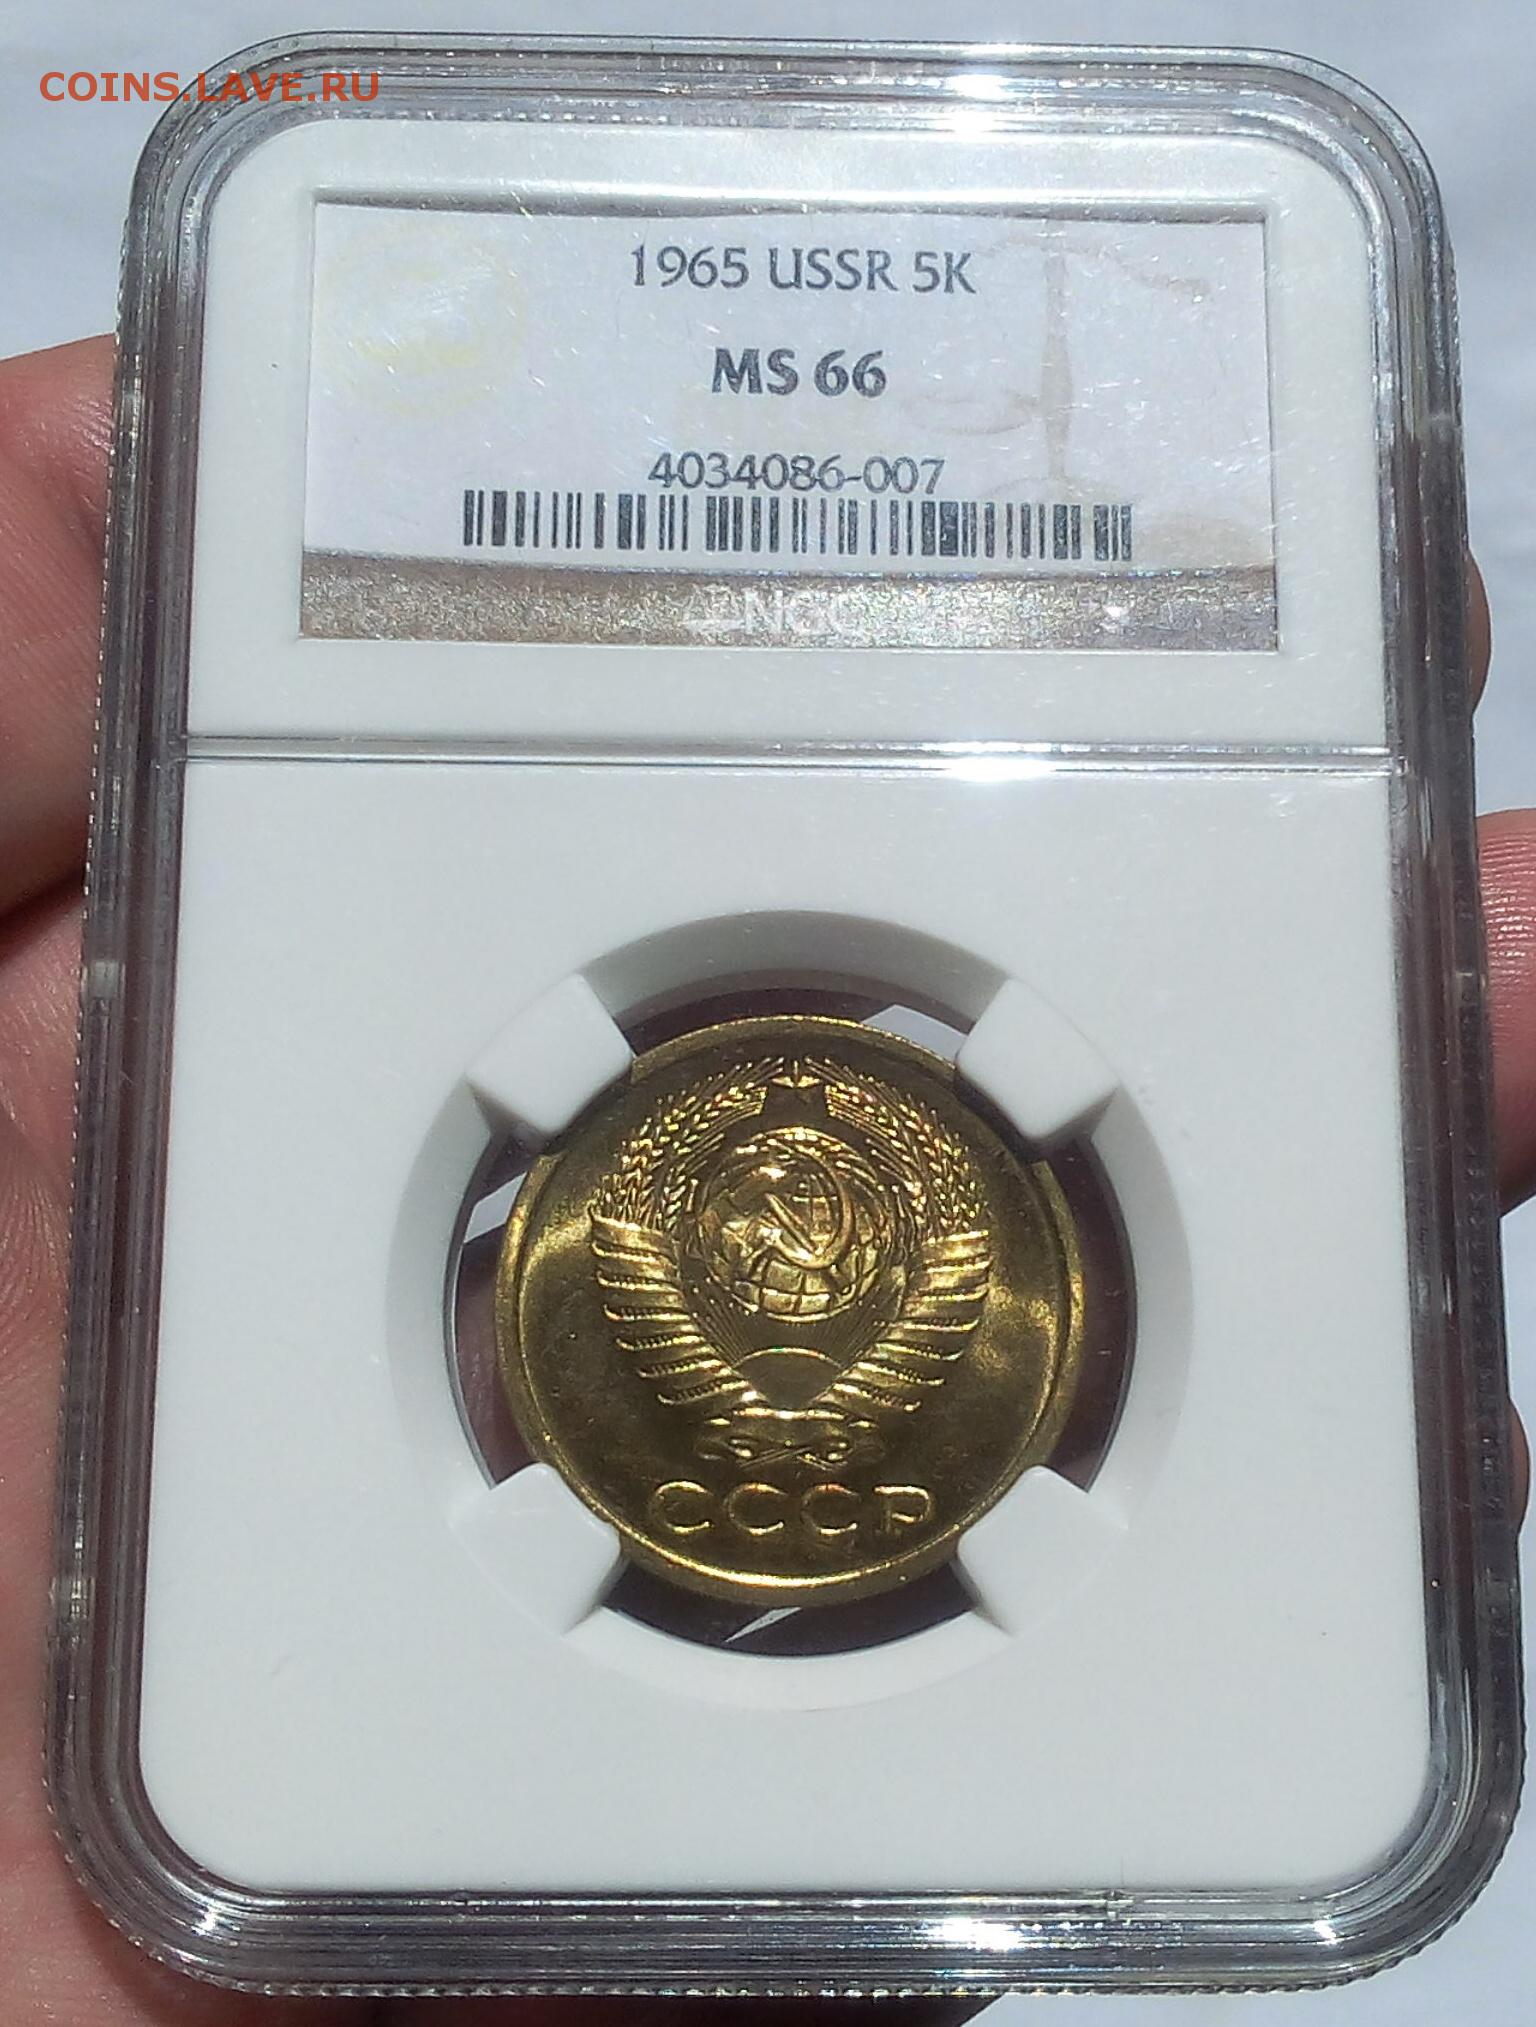 COINS.LAVE.RU
1965 USSR 5K
MS 66
4034086-007
NGC
СССР